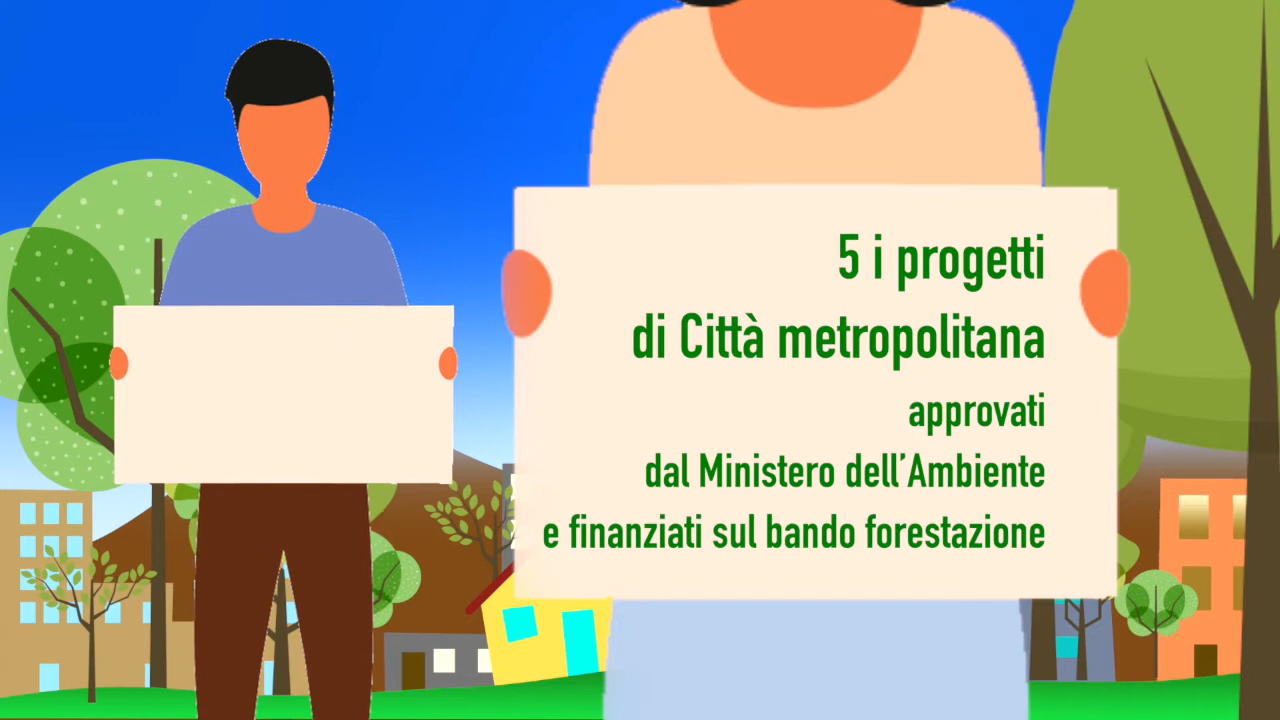 5 i progetti
di Città metropolitana
approvati
dal Ministero dell’Ambiente
e finanziati sul bando forestazione